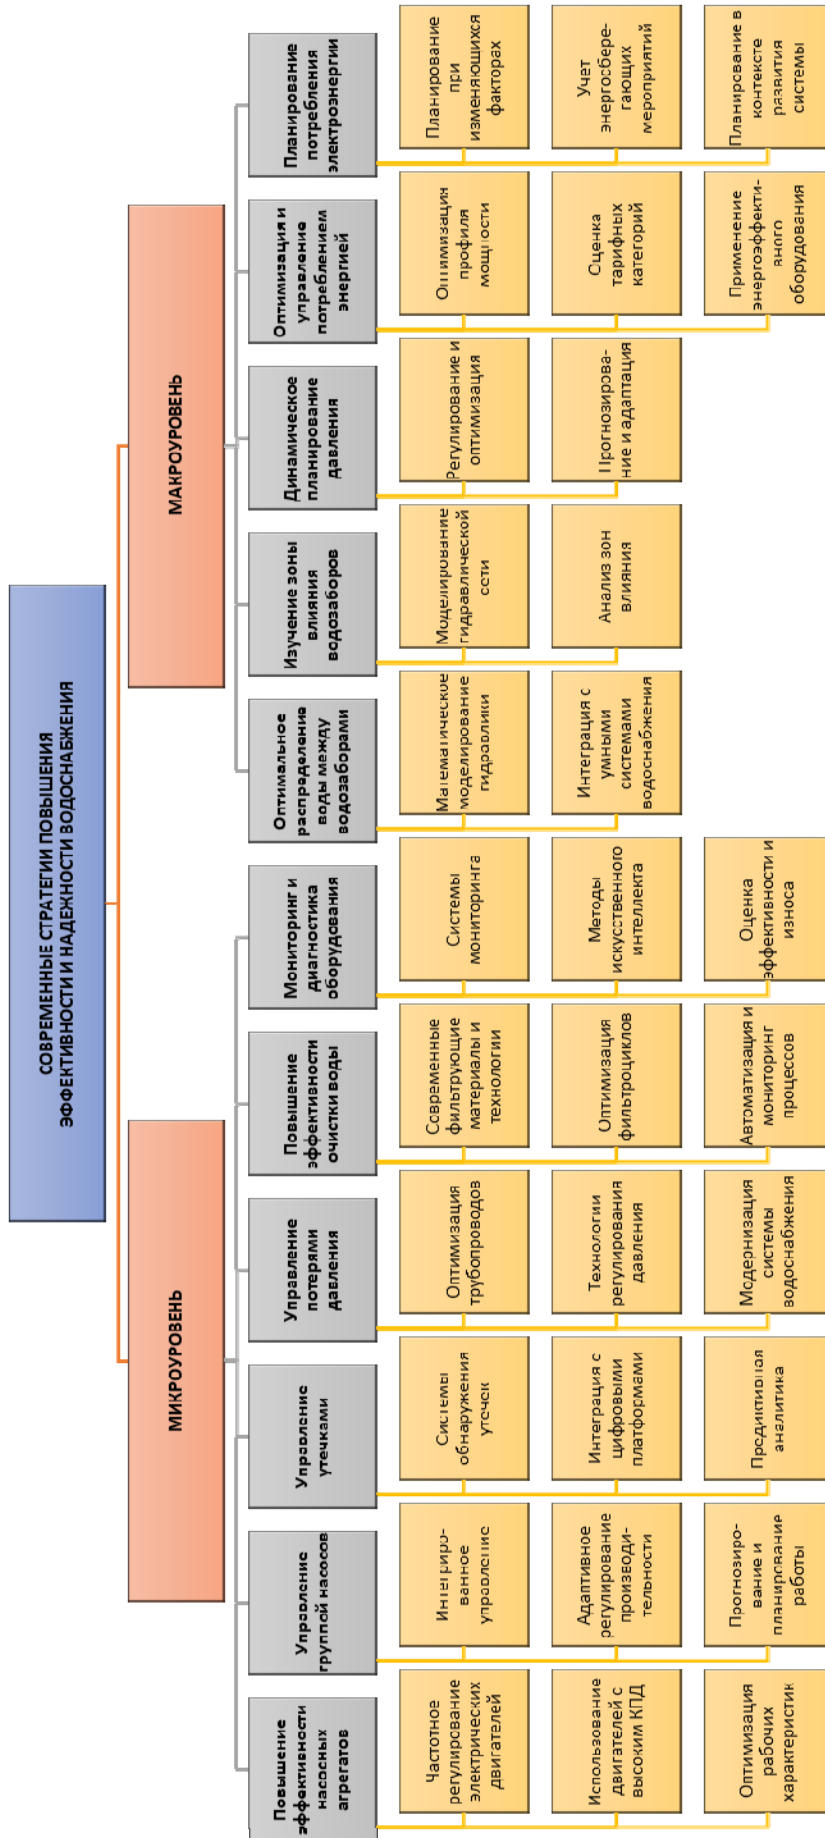 СОВРЕМЕННЫЕ СТРАТЕГИИ ПОВЫШЕНИЯ
ЭФФЕКТИВНОСТИ И НАДЕЖНОСТИ ВОДОСНАБЖЕНИЯ
МИКРОУРОВЕНЬ
Повышение
эффективности
насосных
агрегатов
Частотное
регулирование
электрических
двигателей
Использование
двигателей с
высоким КПД
Оптимизация
рабочих
характеристик
Управление
группой насосов
Интегриро-
ванное
управление
Адаптивное
регулирование
производи-
тельности
Прогнозиро-
вание и
планирование
работы
Управление
утечками
Системы
обнаружения
утечек
Интеграция с
цифровыми
платформами
Предиктивная
аналитика
Управление
потерями
давления
Оптимизация
трубопроводов
Технологии
регулирования
давления
Модернизация
системы
водоснабжения
Повышение
эффективности
очистки воды
Современные
фильтрующие
материалы и
технологии
Оптимизация
фильтроциклов
Автоматизация и
мониторинг
процессов
Мониторинг и
диагностика
оборудования
Системы
мониторинга
Методы
искусственного
интеллекта
Оценка
эффективности и
износа
МАКРОУРОВЕНЬ
Оптимальное
распределение
воды между
водозаборами
Математическое
моделирование
гидравлики
Интеграция с
умными
системами
водоснабжения
Изучение зоны
влияния
водозаборов
Моделирование
гидравлической
сети
Анализ зон
влияния
Динамическое
планирование
давления
Регулирование и
оптимизация
Прогнозирова-
ние и адаптация
Оптимизация и
управление
потреблением
энергией
Оптимизация
профиля
мощности
Оценка
тарифных
категорий
Применение
энергоэффекти-
вного
оборудования
Планирование
потребления
электроэнергии
Планирование
при
изменяющихся
факторах
Учет
энергосбере-
гающих
мероприятий
Планирование в
контексте
развития
системы